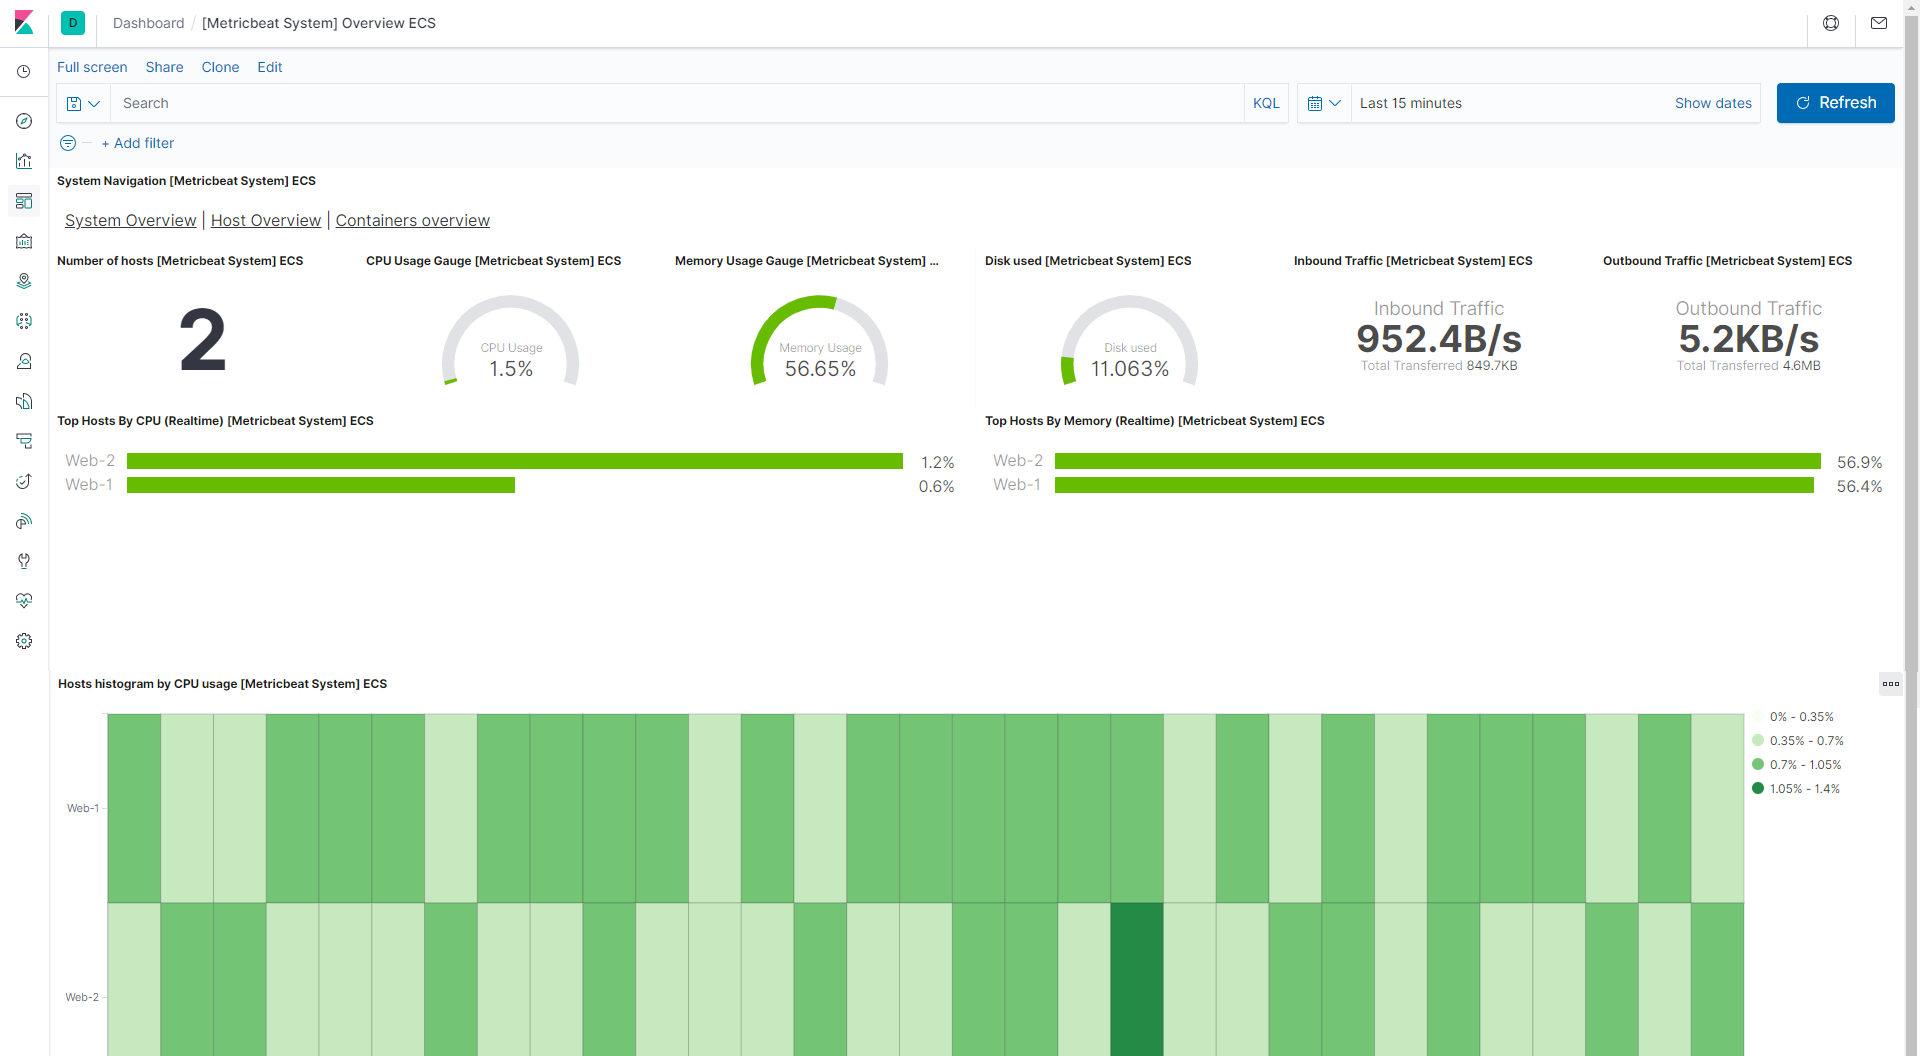 D Dashboard / [Metricbeat System] Overview ECS
Full screen Share Clone Edit
Search KQL Last 15 minutes Show dates Refresh
+ Add filter
System Navigation [Metricbeat System] ECS
System Overview | Host Overview | Containers overview
Number of hosts [Metricbeat System] ECS
2
CPU Usage Gauge [Metricbeat System] ECS
CPU Usage
1.5%
Memory Usage Gauge [Metricbeat System] ...
Memory Usage
56.65%
Disk used [Metricbeat System] ECS
Disk used
11.063%
Inbound Traffic [Metricbeat System] ECS
Inbound Traffic
952.4B/s
Total Transferred 849.7KB
Outbound Traffic [Metricbeat System] ECS
Outbound Traffic
5.2KB/s
Total Transferred 4.6MB
Top Hosts By CPU (Realtime) [Metricbeat System] ECS
Web-2 1.2%
Web-1 0.6%
Top Hosts By Memory (Realtime) [Metricbeat System] ECS
Web-2 56.9%
Web-1 56.4%
Hosts histogram by CPU usage [Metricbeat System] ECS
Web-1
Web-2
0% - 0.35%
0.35% - 0.7%
0.7% - 1.05%
1.05% - 1.4%